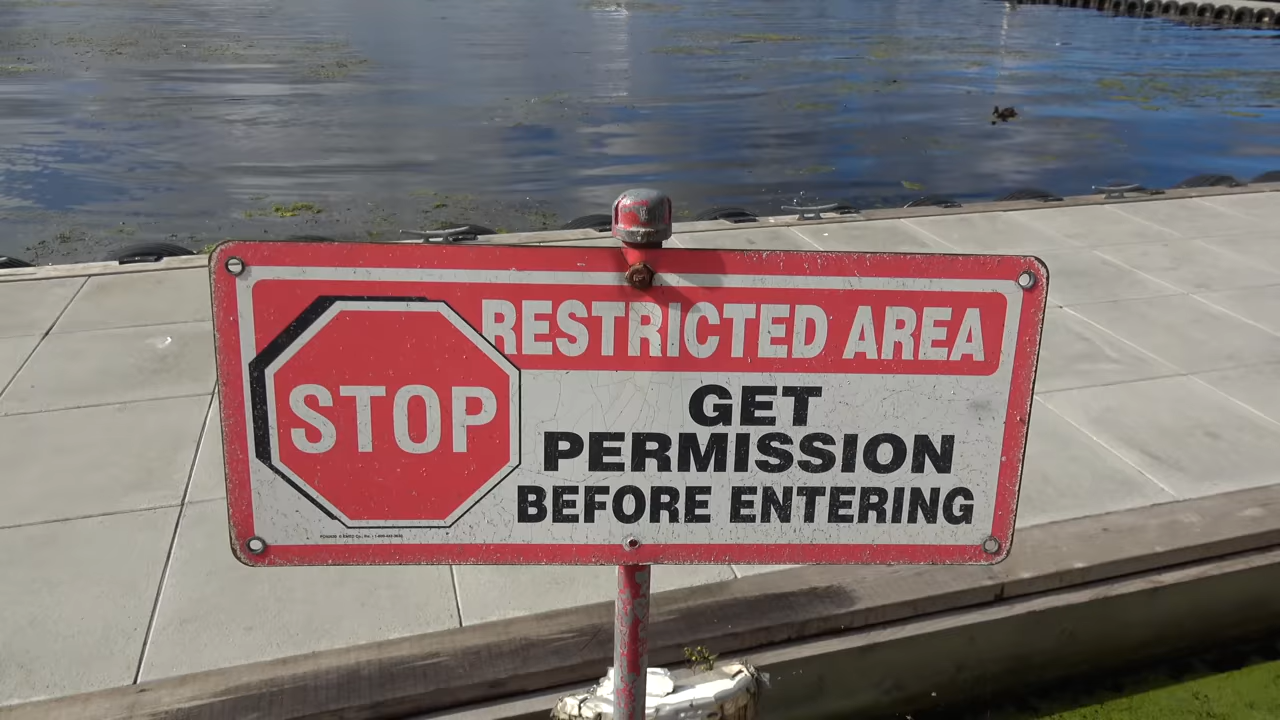 STOP
RESTRICTED AREA
GET
PERMISSION
BEFORE ENTERING